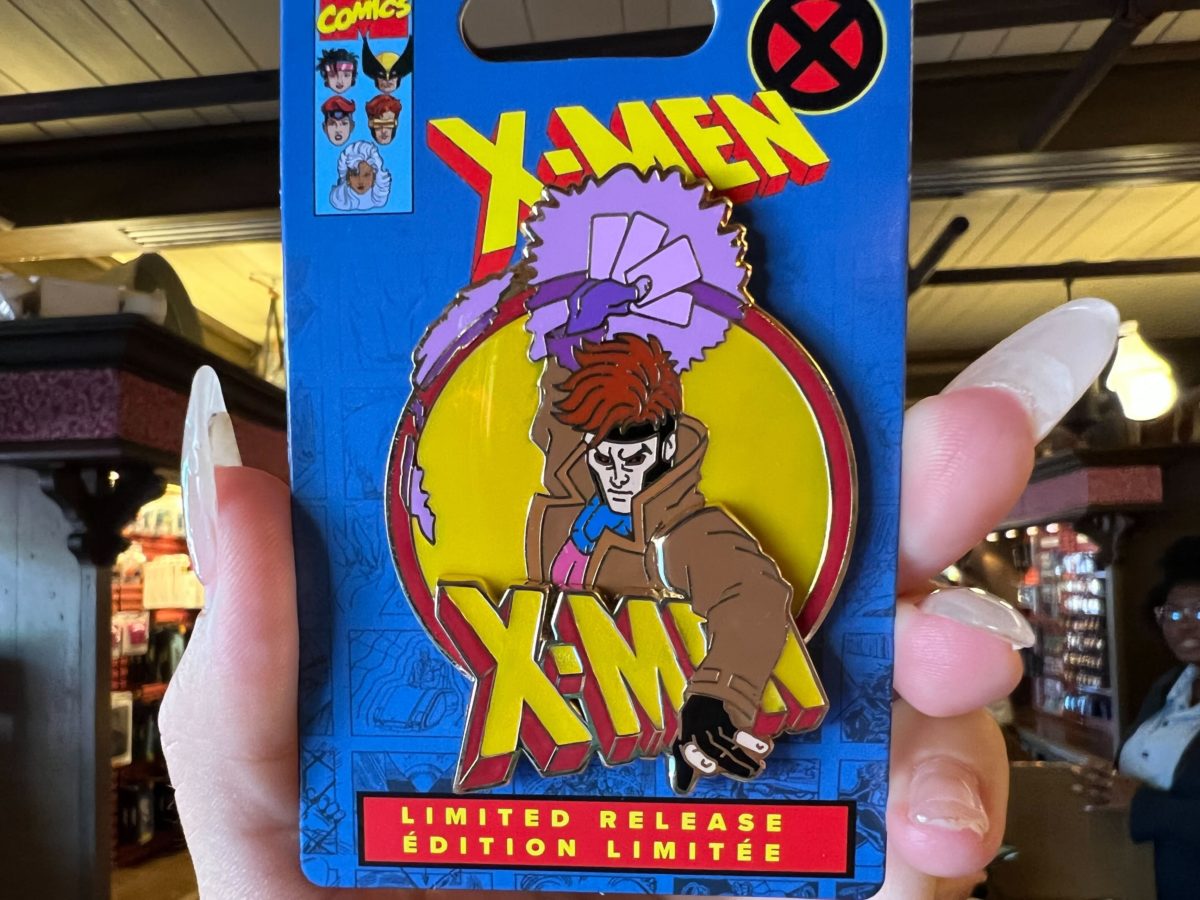 COMICS
X-MEN
X-MEN
LIMITED RELEASE
ÉDITION LIMITÉE